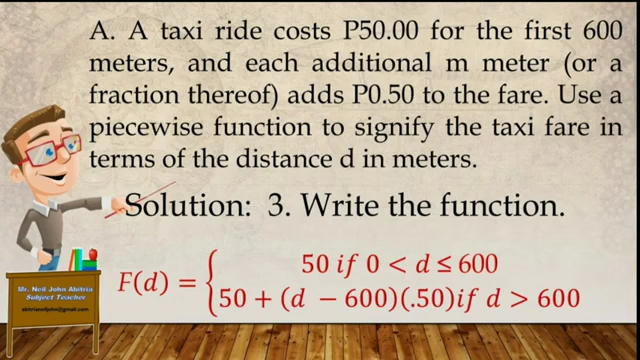 A. A taxi ride costs P50.00 for the first 600
meters, and each additional m meter (or a
fraction thereof) adds P0.50 to the fare. Use a
piecewise function to signify the taxi fare in
terms of the distance d in meters.
Solution: 3. Write the function.
F(d) = { 50 if 0 < d ≤ 600
50 + (d − 600)(.50)if d > 600
Mr. Neil John Abitria
Subject Teacher
abitrianeiljohn@gmail.com